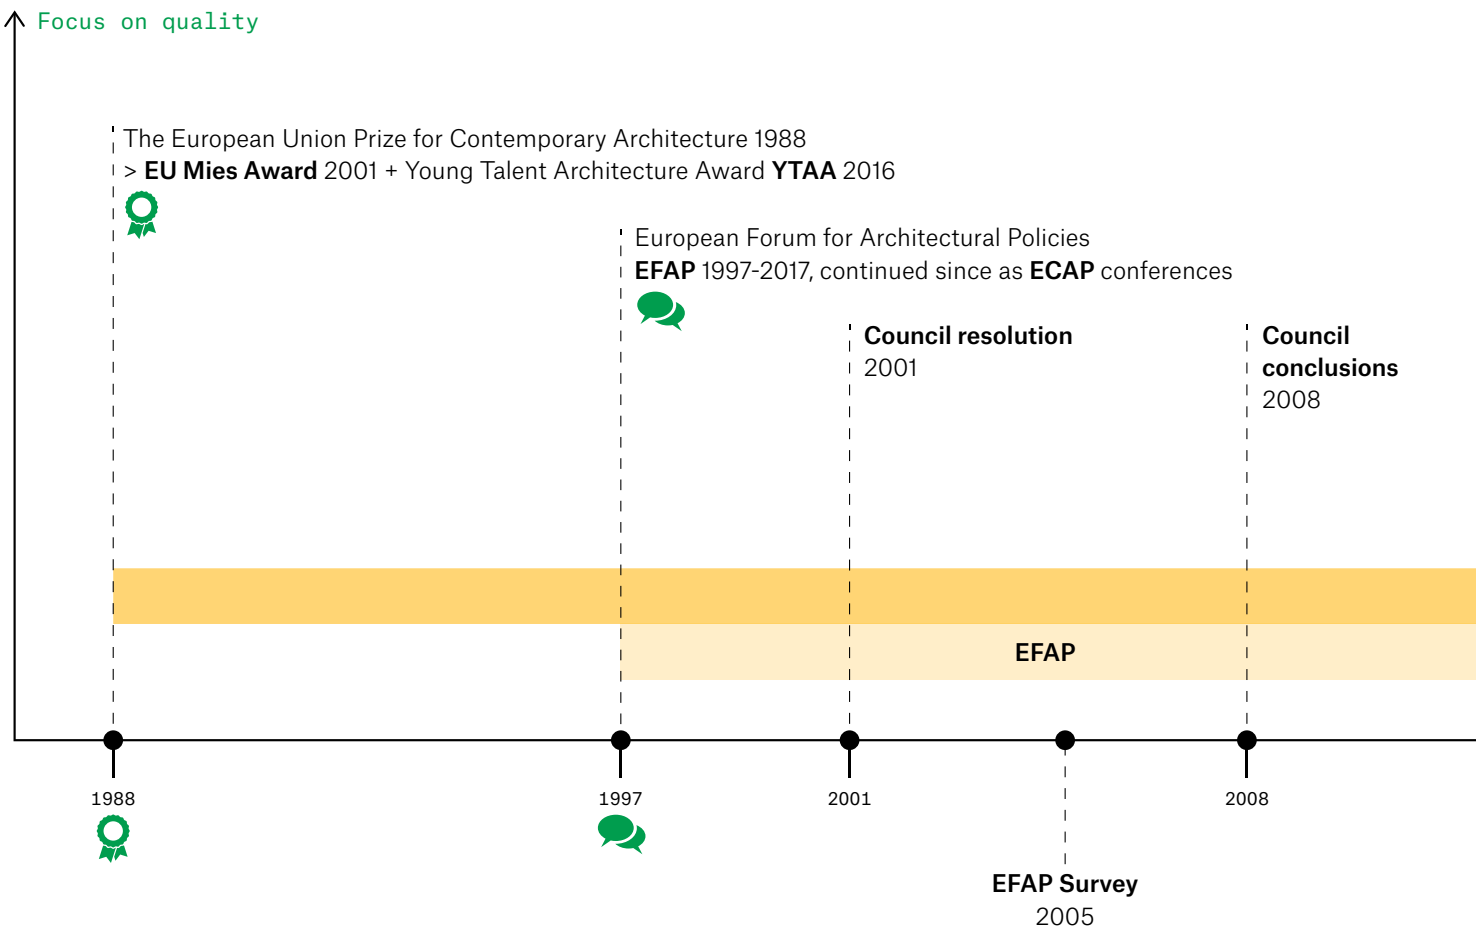 Focus on quality
The European Union Prize for Contemporary Architecture 1988
> EU Mies Award 2001 + Young Talent Architecture Award YTAA 2016
European Forum for Architectural Policies
EFAP 1997-2017, continued since as ECAP conferences
Council resolution
2001
Council
conclusions
2008
EFAP
1988
1997
2001
2008
EFAP Survey
2005